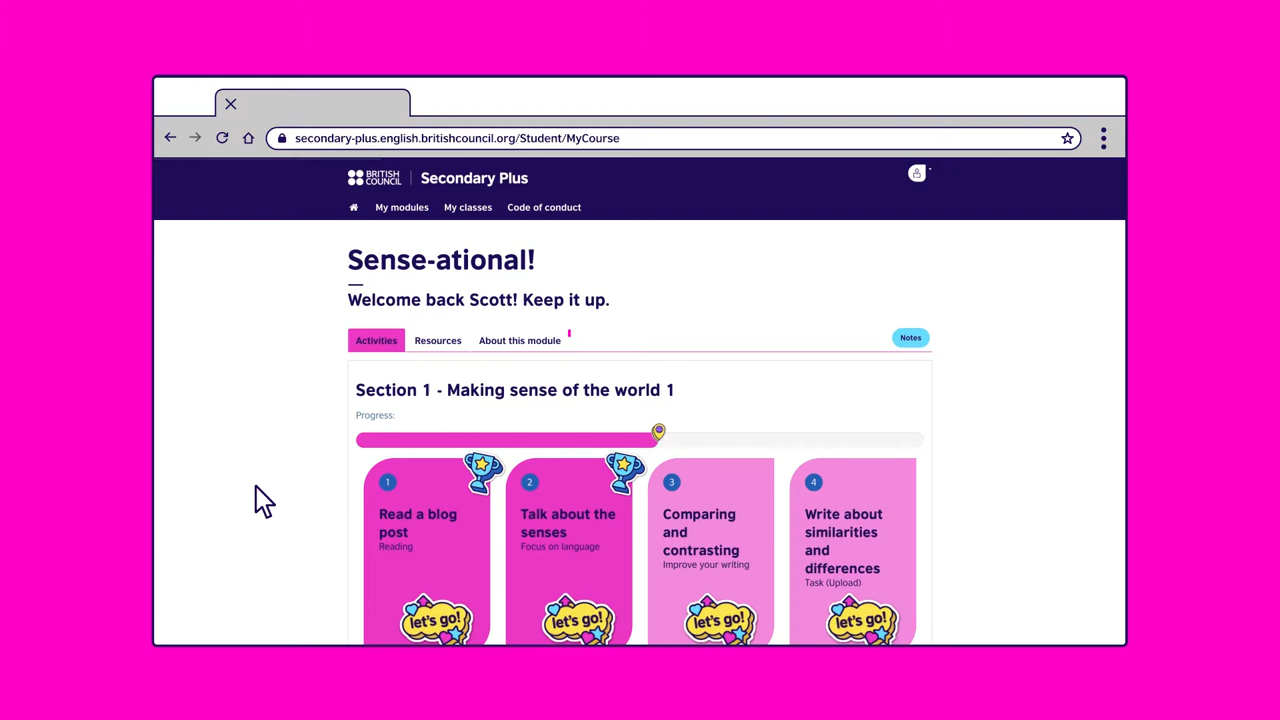 secondary-plus.english.britishcouncil.org/Student/MyCourse
BRITISH
COUNCIL
Secondary Plus
My modules My classes Code of conduct
Sense-ational!
Welcome back Scott! Keep it up.
Activities Resources About this module
Notes
Section 1 - Making sense of the world 1
Progress:
1
Read a blog
post
Reading
let's go!
2
Talk about the
senses
Focus on language
let's go!
3
Comparing
and
contrasting
Improve your writing
let's go!
4
Write about
similarities
and
differences
Task (Upload)
let's go!